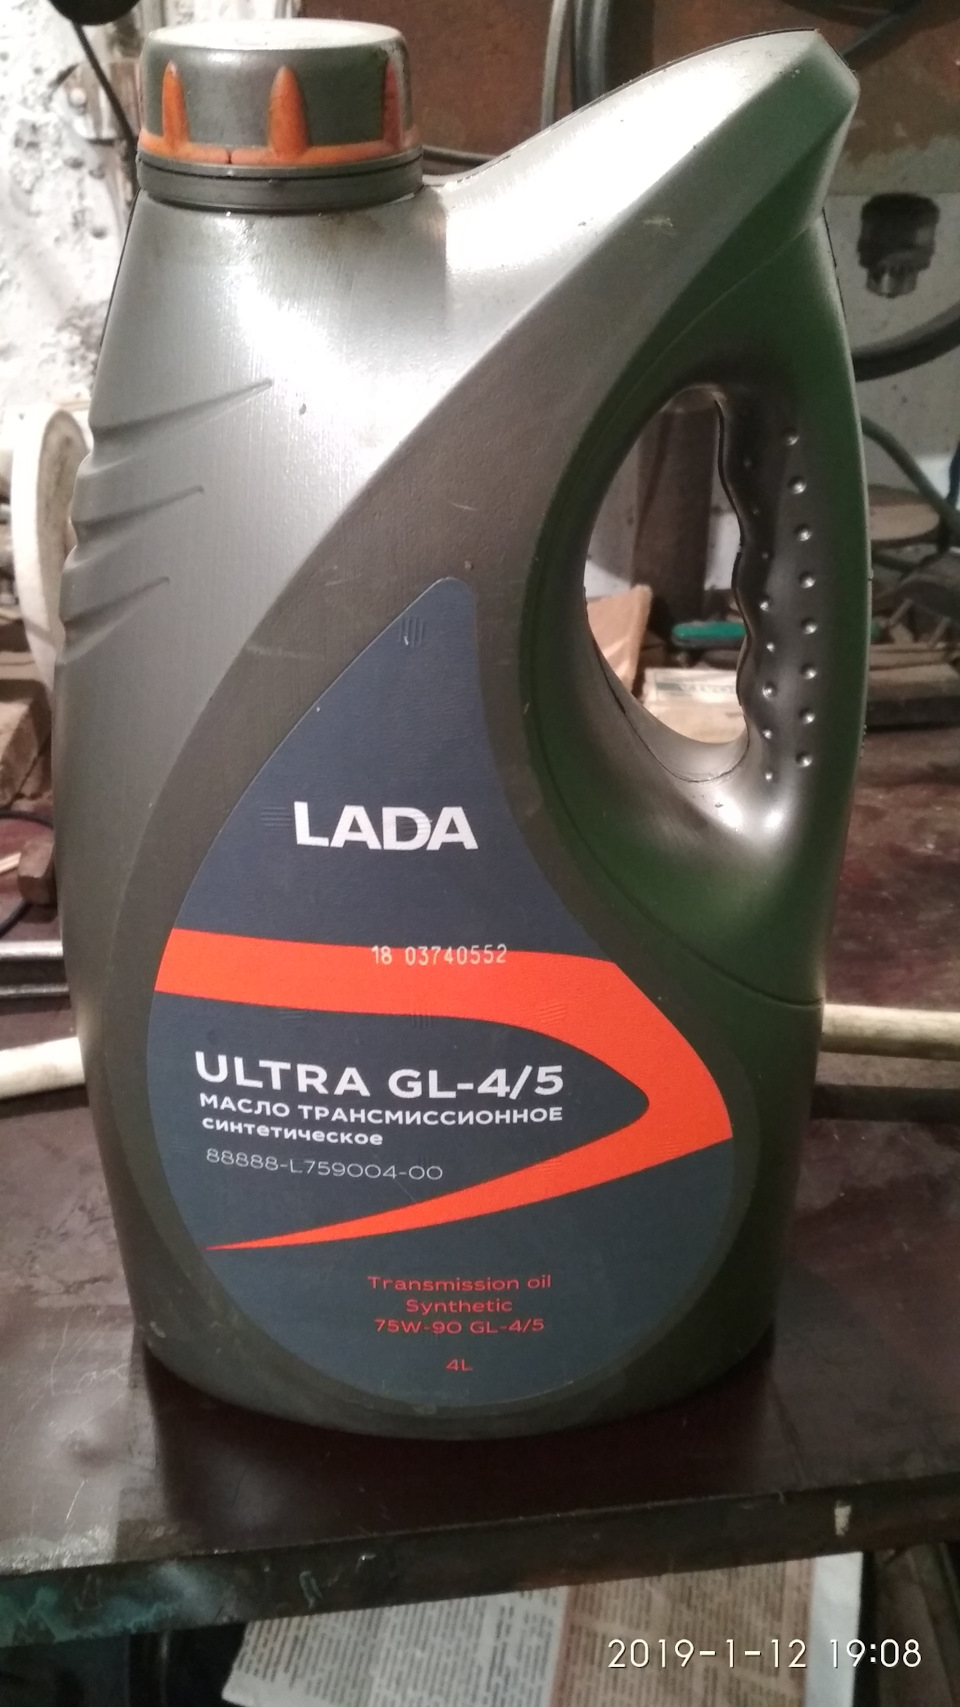 LADA
18 03740552
ULTRA GL-4/5
МАСЛО ТРАНСМИССИОННОЕ
синтетическое
88888-L759004-00
Transmission oil
Synthetic
75W-90 GL-4/5
4L
2019-1-12 19:08